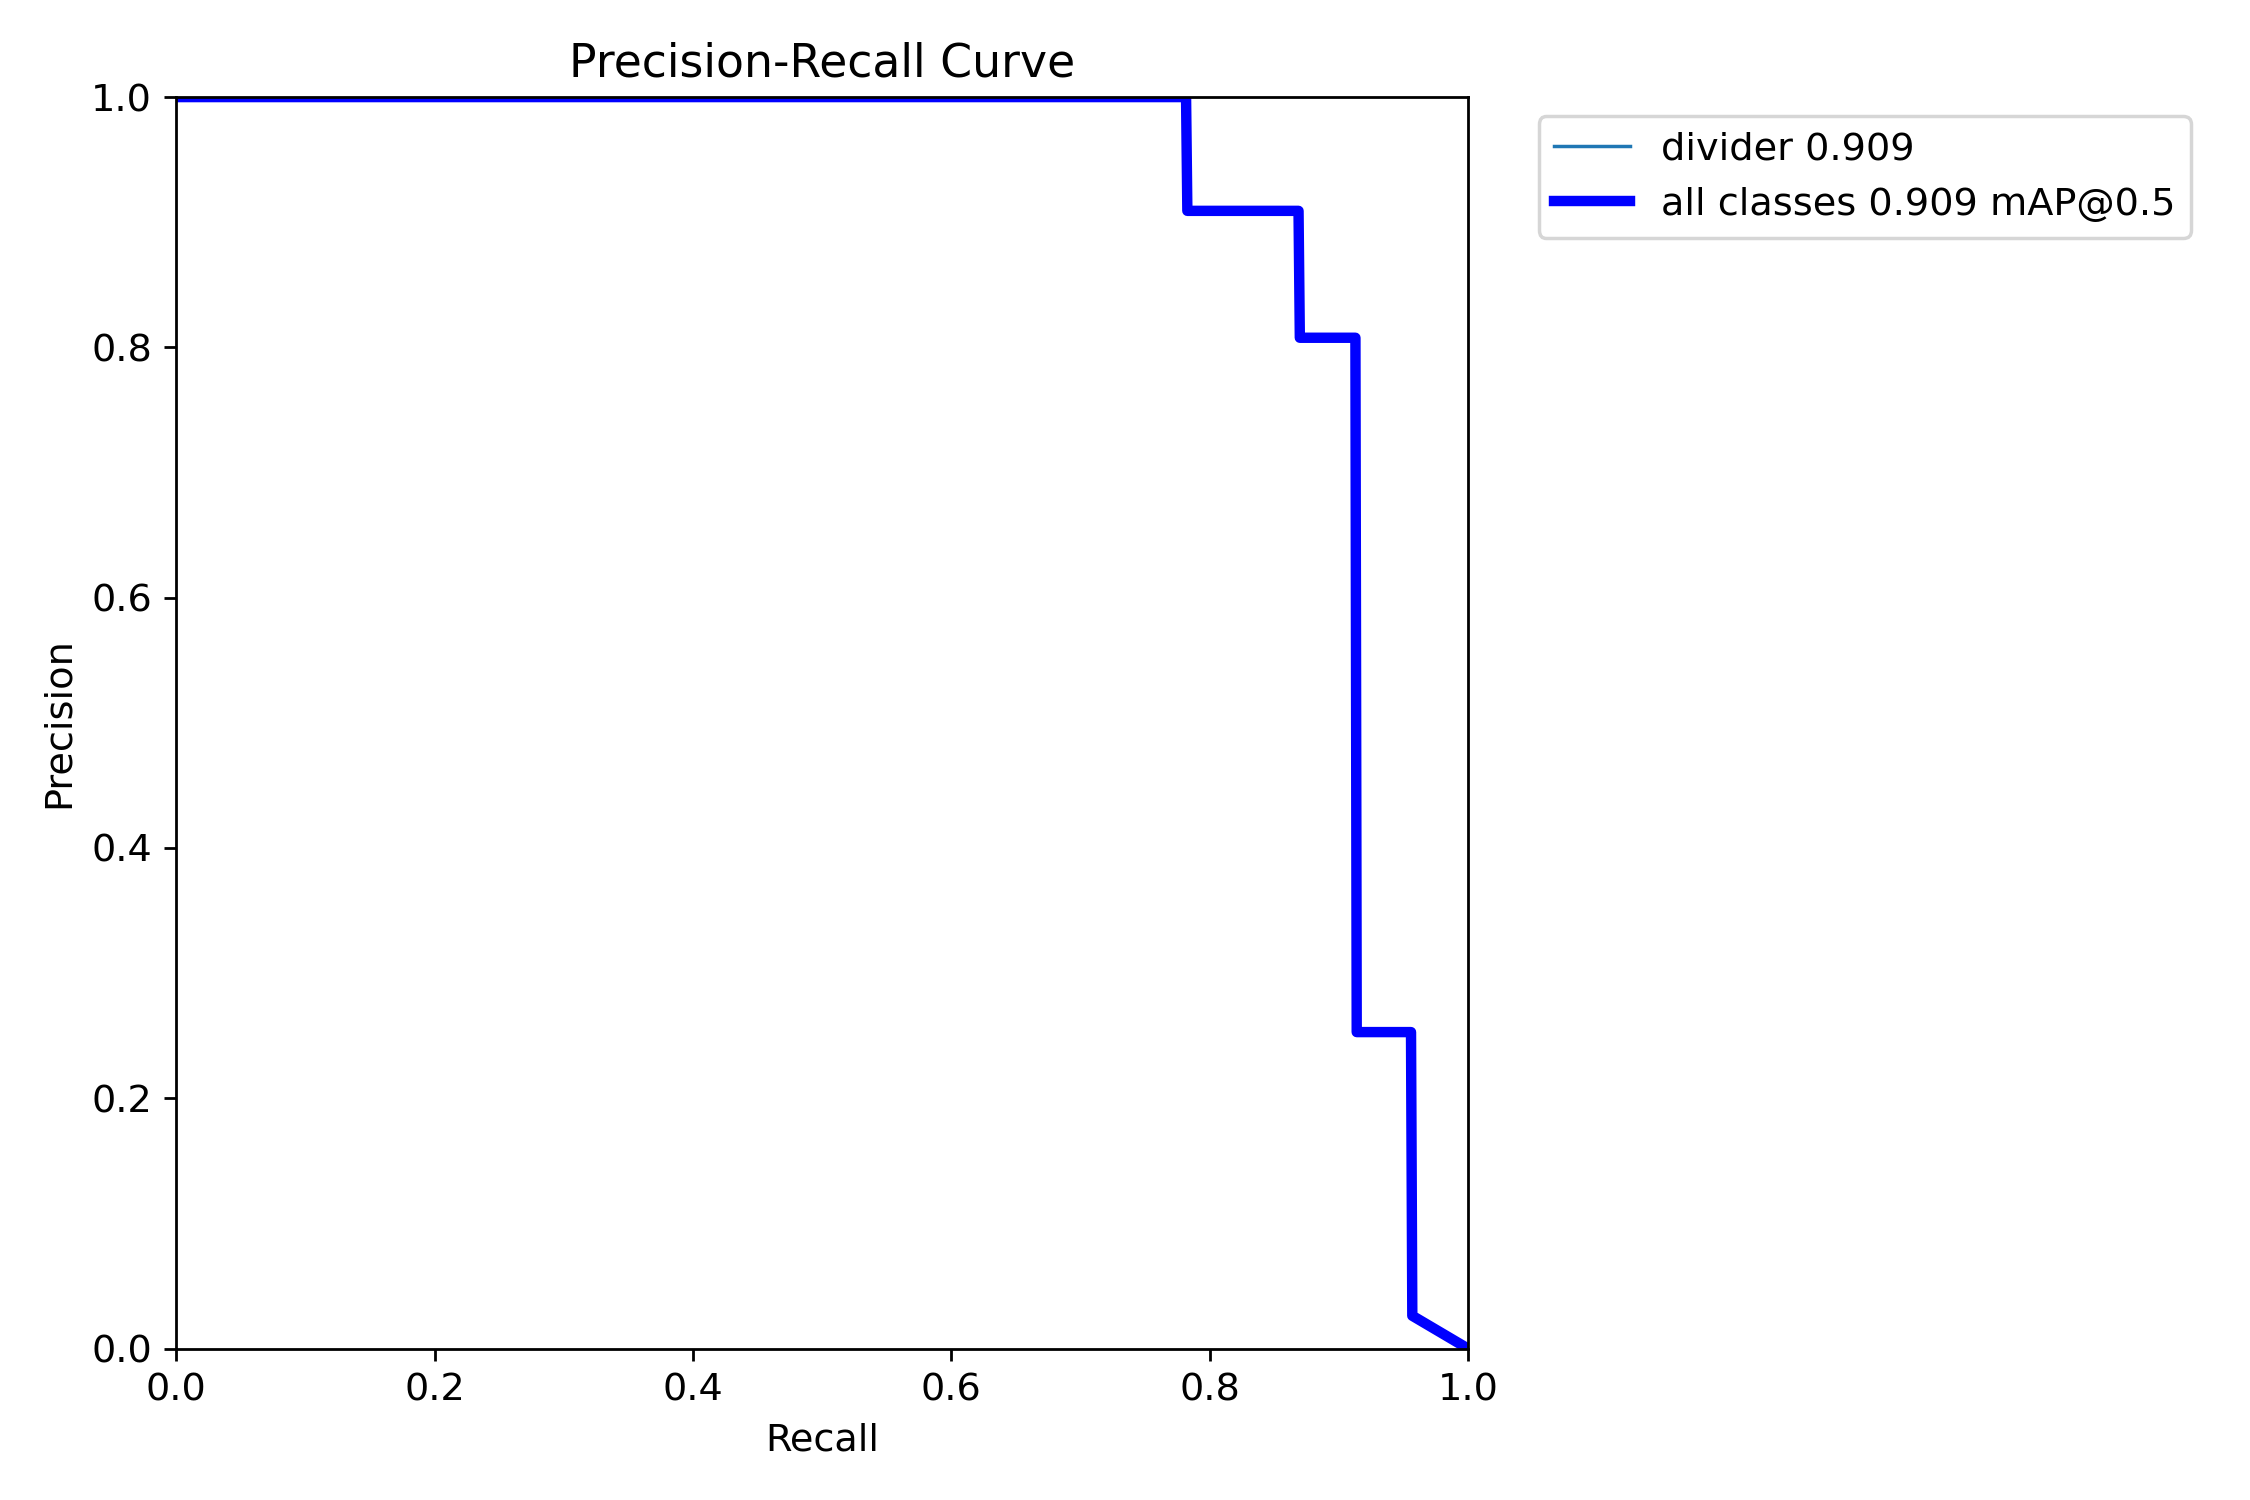 Precision-Recall Curve
1.0
0.8
0.6
0.4
0.2
0.0
Precision
0.0 0.2 0.4 0.6 0.8 1.0
Recall
divider 0.909
all classes 0.909 mAP@0.5